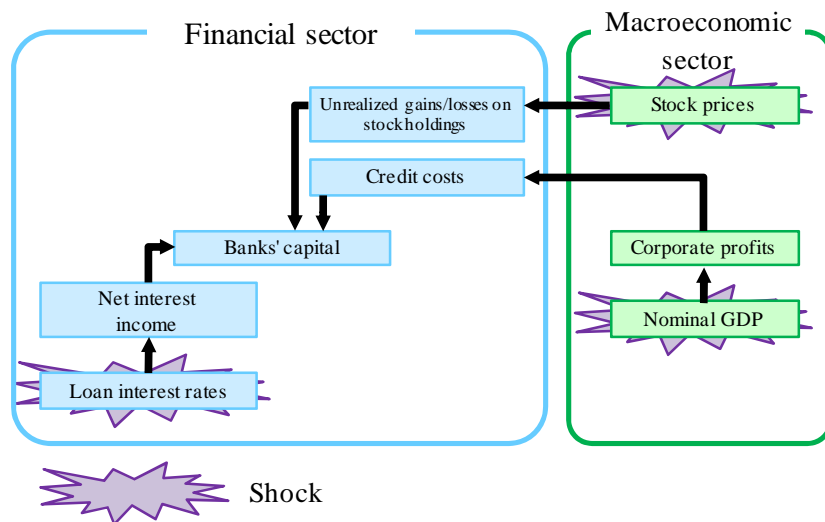 Financial sector
Macroeconomic
sector
Unrealized gains/losses on
stockholdings
Stock prices
Credit costs
Banks' capital
Corporate profits
Net interest
income
Nominal GDP
Loan interest rates
Shock